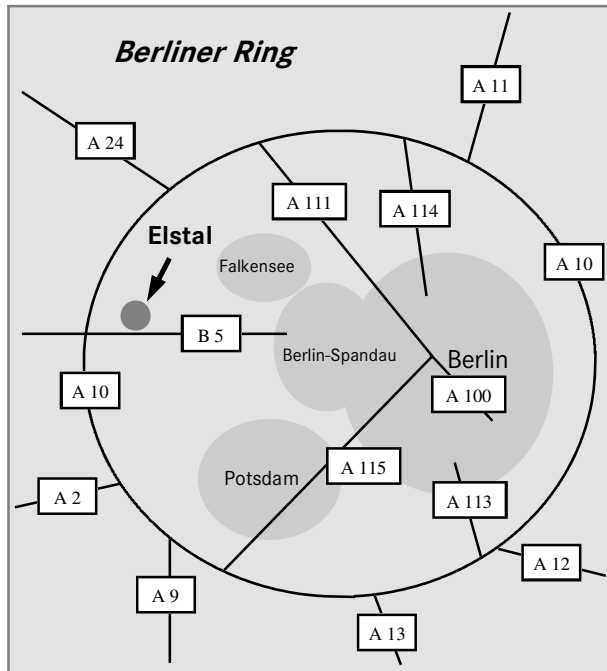 Berliner Ring
A 11
A 24
A 111
A 114
Elstal
Falkensee
A 10
B 5
Berlin-Spandau
Berlin
A 10
A 100
Potsdam
A 115
A 2
A 113
A 12
A 9
A 13